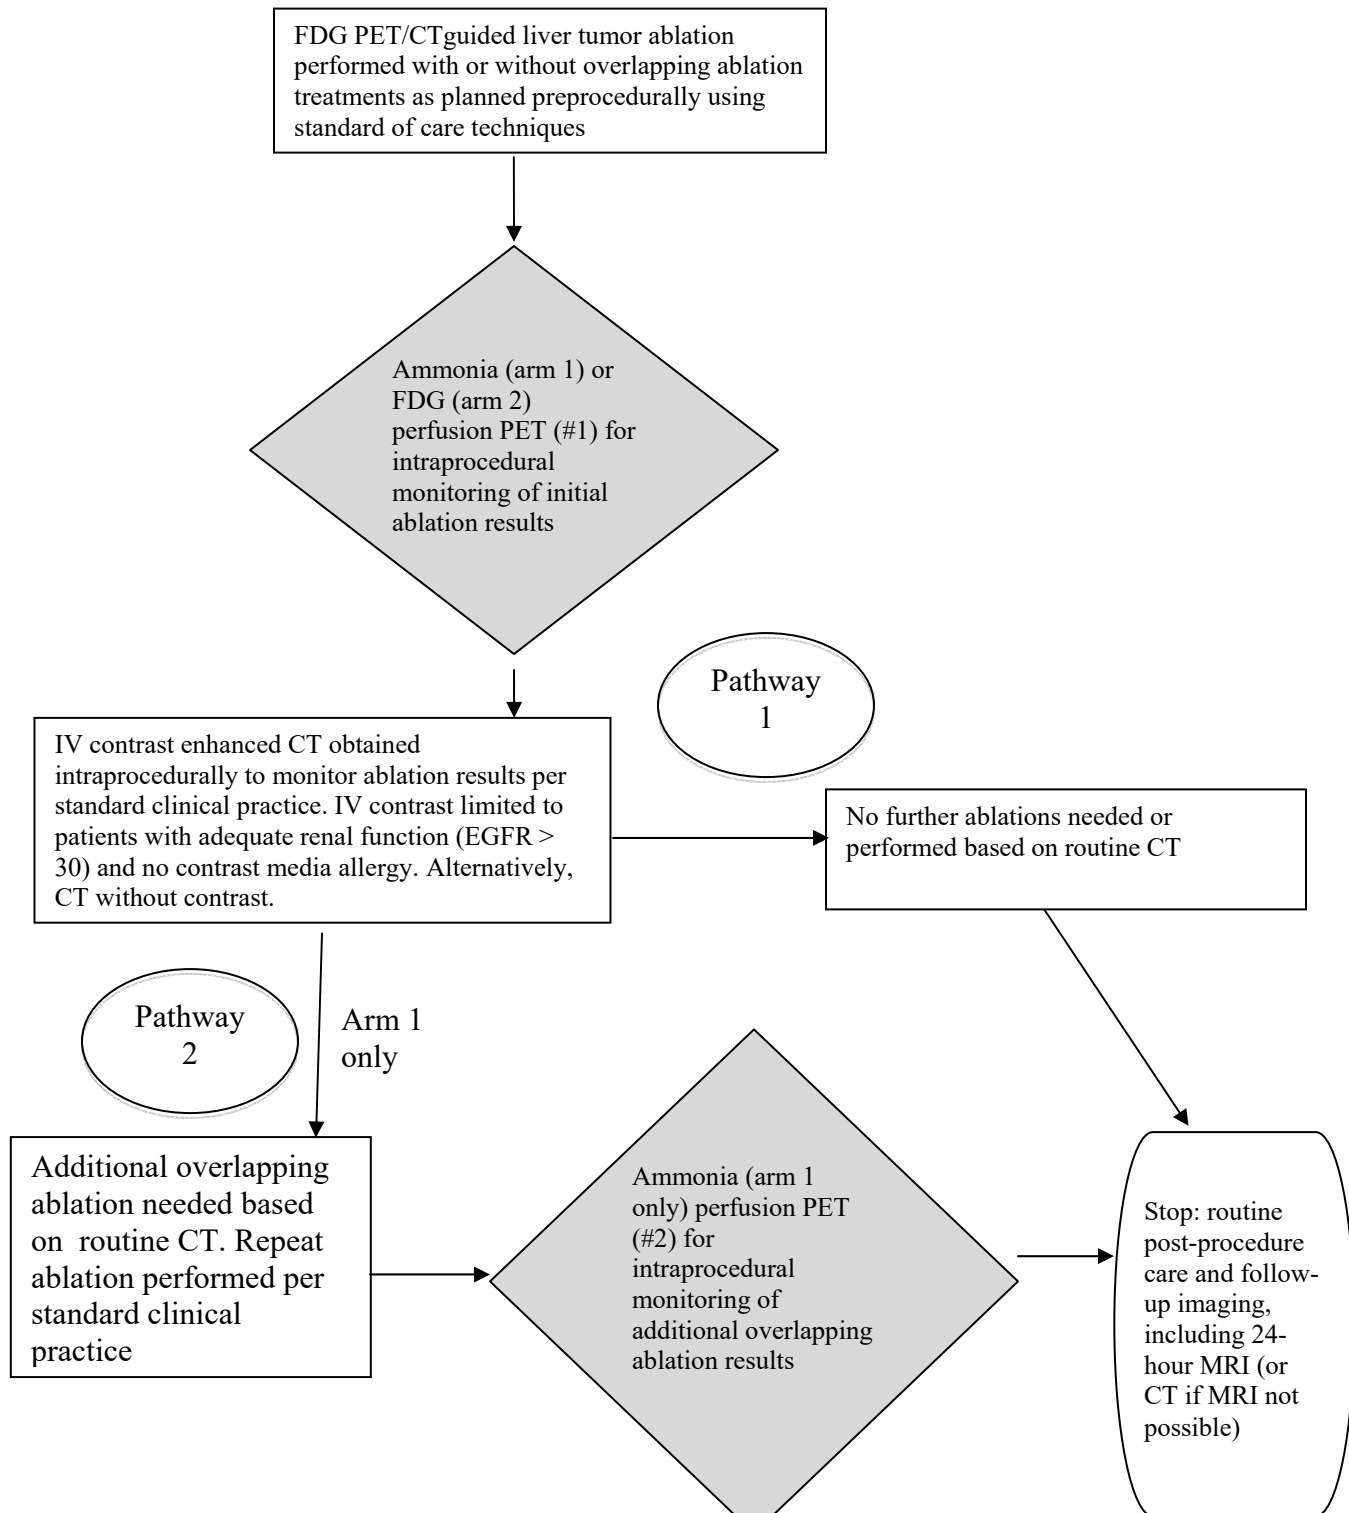 FDG PET/CTguided liver tumor ablation
performed with or without overlapping ablation
treatments as planned preprocedurally using
standard of care techniques
Ammonia (arm 1) or
FDG (arm 2)
perfusion PET (#1) for
intraprocedural
monitoring of initial
ablation results
Pathway
1
IV contrast enhanced CT obtained
intraprocedurally to monitor ablation results per
standard clinical practice. IV contrast limited to
patients with adequate renal function (EGFR >
30) and no contrast media allergy. Alternatively,
CT without contrast.
No further ablations needed or
performed based on routine CT
Pathway
2
Arm 1
only
Additional overlapping
ablation needed based
on routine CT. Repeat
ablation performed per
standard clinical
practice
Ammonia (arm 1
only) perfusion PET
(#2) for
intraprocedural
monitoring of
additional overlapping
ablation results
Stop: routine
post-procedure
care and follow-
up imaging,
including 24-
hour MRI (or
CT if MRI not
possible)